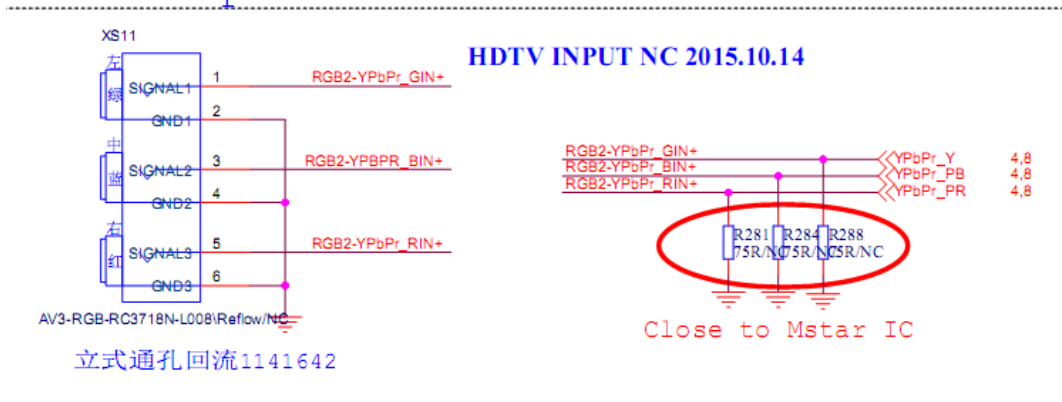 XS11
HDTV INPUT NC 2015.10.14
左
绿
SIGNAL1
1
RGB2-YPbPr_GIN+
GND1
2
中
蓝
SIGNAL2
3
RGB2-YPBPR_BIN+
GND2
4
右
红
SIGNAL3
5
RGB2-YPbPr_RIN+
GND3
6
AV3-RGB-RC3718N-L008\Reflow/NC
立式通孔回流1141642
RGB2-YPbPr_GIN+
YPbPr_Y
4,8
RGB2-YPbPr_BIN+
YPbPr_PB
4,8
RGB2-YPbPr_RIN+
YPbPr_PR
4,8
R281
R284
R288
75R/NC
75R/NC
75R/NC
Close to Mstar IC